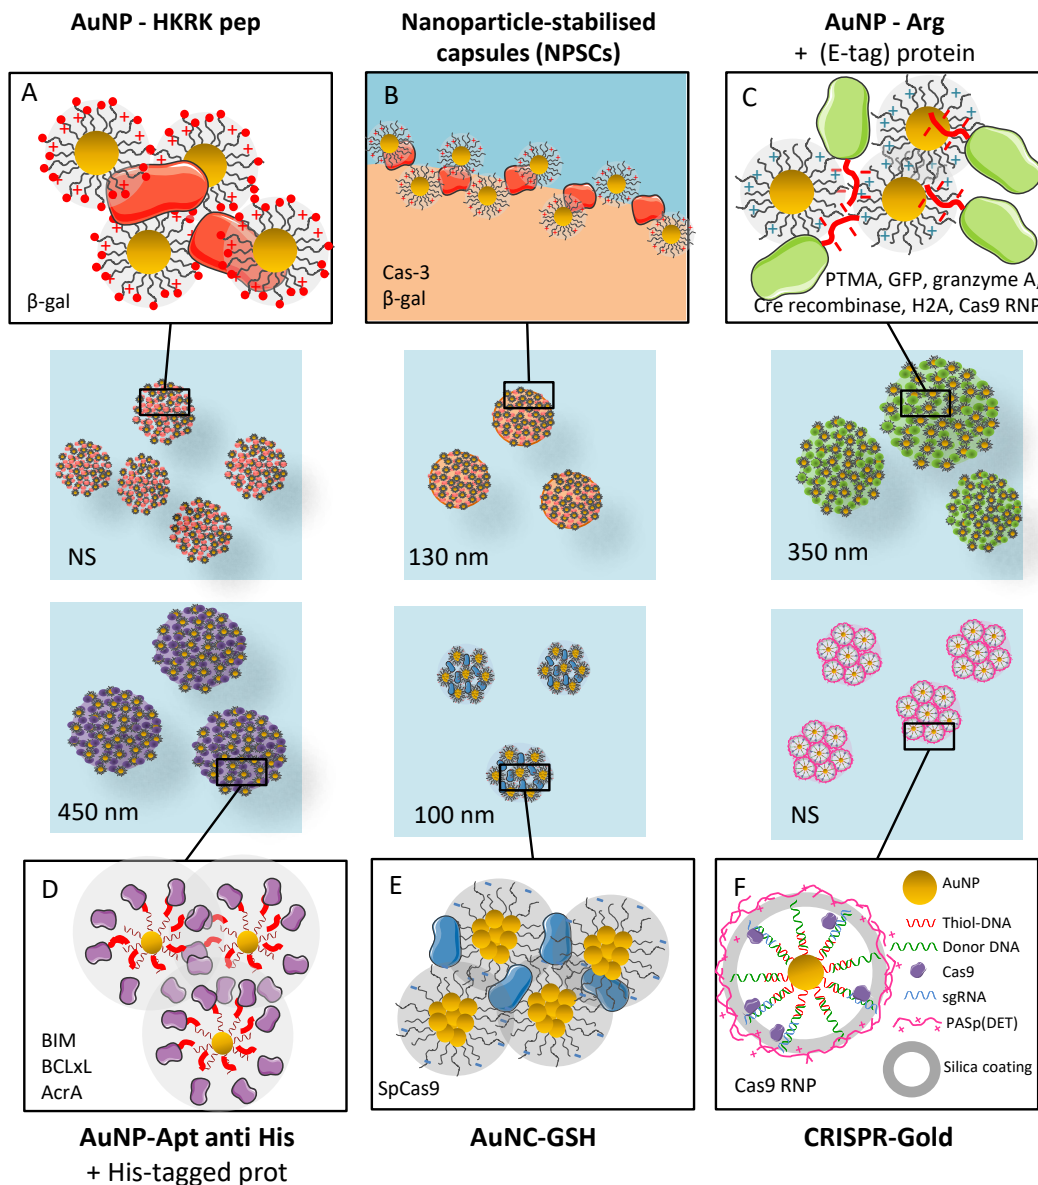 AuNP - HKRK pep
Nanoparticle-stabilised
capsules (NPSCs)
AuNP - Arg
+ (E-tag) protein
A
β-gal
B
Cas-3
β-gal
C
PTMA, GFP, granzyme A,
Cre recombinase, H2A, Cas9 RNP
NS
130 nm
350 nm
450 nm
100 nm
NS
D
BIM
BCLxL
AcrA
E
SpCas9
F
Cas9 RNP
AuNP
Thiol-DNA
Donor DNA
Cas9
sgRNA
PASp(DET)
Silica coating
AuNP-Apt anti His
+ His-tagged prot
AuNC-GSH
CRISPR-Gold